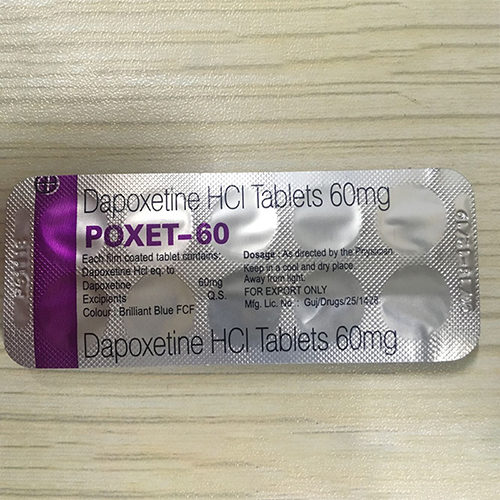 Dapoxetine HCl Tablets 60mg
POXET-60
Each film coated tablet contains:
Dapoxetine Hcl eq. to
Dapoxetine 60mg
Excipients Q.S.
Colour : Brilliant Blue FCF
Dosage : As directed by the Physician.
Keep in a cool and dry place.
Away from light.
FOR EXPORT ONLY
Mfg. Lic. No : Guj/Drugs/25/1428
Dapoxetine HCl Tablets 60mg